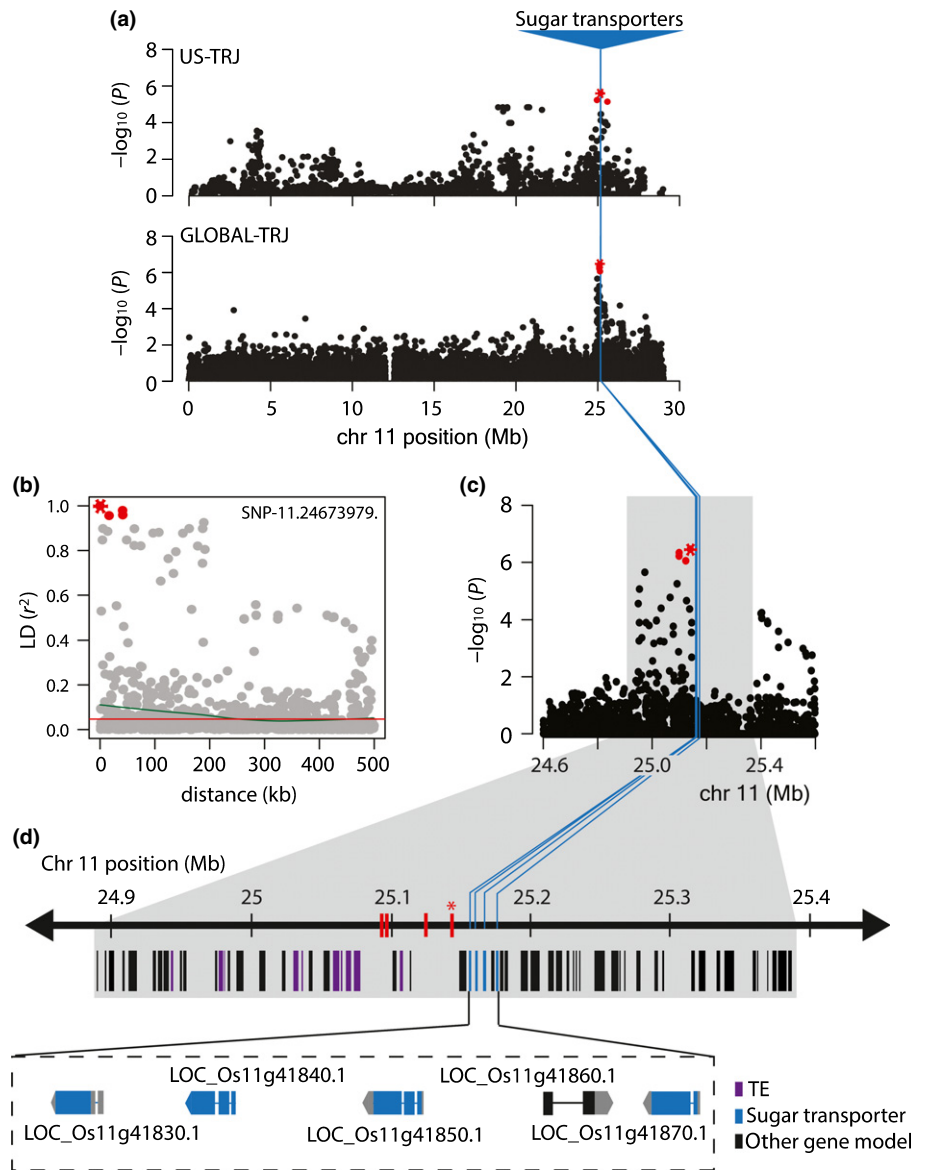 (a)
Sugar transporters
US-TRJ
8
6
4
2
0
–log10 (P)
GLOBAL-TRJ
8
6
4
2
0
–log10 (P)
0 5 10 15 20 25 30
chr 11 position (Mb)
(b)
SNP-11.24673979.
1.0
0.8
0.6
0.4
0.2
0.0
LD (r2)
0 100 200 300 400 500
distance (kb)
(c)
8
6
4
2
0
–log10 (P)
24.6 25.0 25.4
chr 11 (Mb)
(d)
Chr 11 position (Mb)
24.9 25 25.1 25.2 25.3 25.4
*
LOC_Os11g41840.1 LOC_Os11g41860.1
LOC_Os11g41830.1 LOC_Os11g41850.1 LOC_Os11g41870.1
TE
Sugar transporter
Other gene model